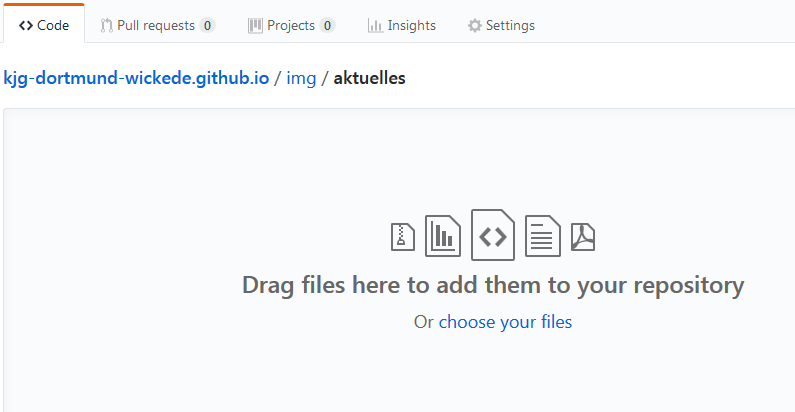 Code Pull requests 0 Projects 0 Insights Settings
kjg-dortmund-wickede.github.io / img / aktuelles
Drag files here to add them to your repository
Or choose your files